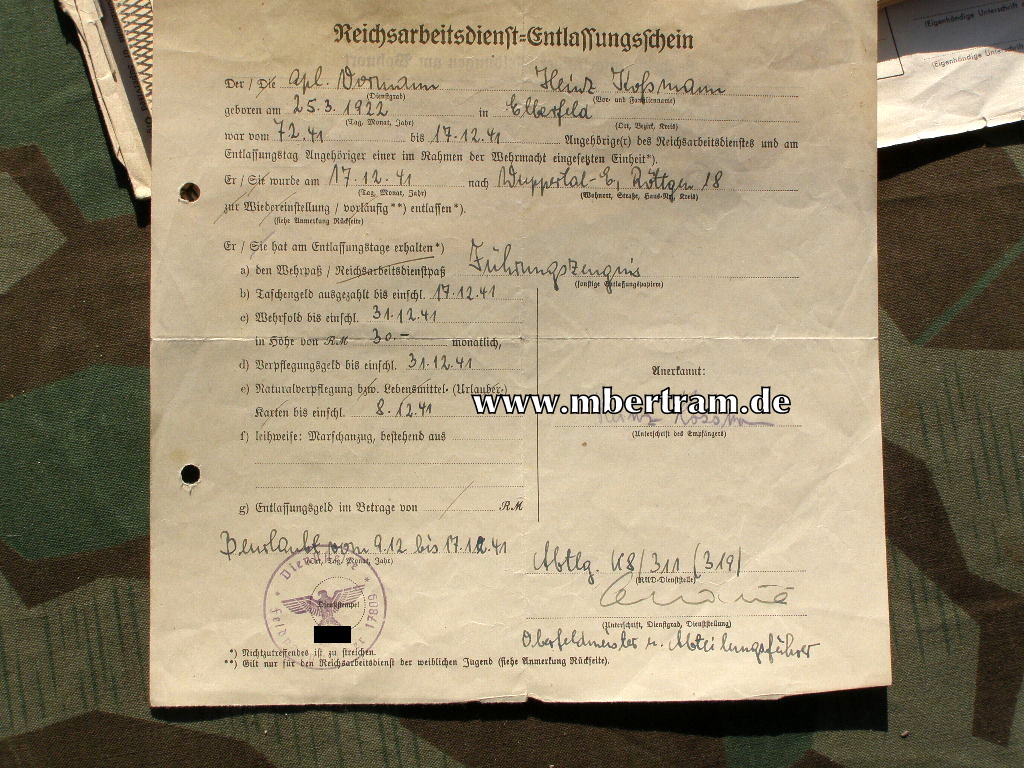 (Eigenhändige Unterschrift
(Eigenhändige Unterschrift
Reichsarbeitsdienst-Entlassungsschein
Der / Die apl. Vormann Heinz Koßmann
(Dienstgrad) (Vor- und Familienname)
geboren am 25.3.1922 in Elberfeld
(Tag, Monat, Jahr) (Ort, Bezirk, Kreis)
war vom 7.2.41 bis 17.12.41 Angehörige(r) des Reichsarbeitsdienstes und am
Entlassungstag Angehöriger einer im Rahmen der Wehrmacht eingesetzten Einheit*).
Er / Sie wurde am 17.12.41 nach Wuppertal-E, Röttgen 18
(Tag, Monat, Jahr) (Wohnort, Straße, Haus-Nr., Kreis)
zur Wiedereinstellung / vorläufig**) entlassen*).
(siehe Anmerkung Rückseite)
Er / Sie hat am Entlassungstage erhalten*)
a) den Wehrpaß / Reichsarbeitsdienstpaß Führungszeugnis
(sonstige Entlassungspapiere)
b) Taschengeld ausgezahlt bis einschl. 17.12.41
c) Wehrsold bis einschl. 31.12.41
in Höhe von RM 30.- monatlich,
d) Verpflegungsgeld bis einschl. 31.12.41
e) Naturalverpflegung bzw. Lebensmittel- (Urlauber-)
Karten bis einschl. 8.12.41
f) leihweise: Marschanzug, bestehend aus
g) Entlassungsgeld im Betrage von RM
Anerkannt:
www.mbertram.de
(Unterschrift des Empfängers)
Beurlaubt vom 9.12 bis 17.12.41
(Ort, Tag, Monat, Jahr)
Abtlg. K8/311 (319)
(RAD-Dienststelle)
Dienststempel
17809
(Unterschrift, Dienstgrad, Dienststellung)
Oberfeldmeister u. Abteilungsführer
*) Nichtzutreffendes ist zu streichen.
**) Gilt nur für den Reichsarbeitsdienst der weiblichen Jugend (siehe Anmerkung Rückseite).